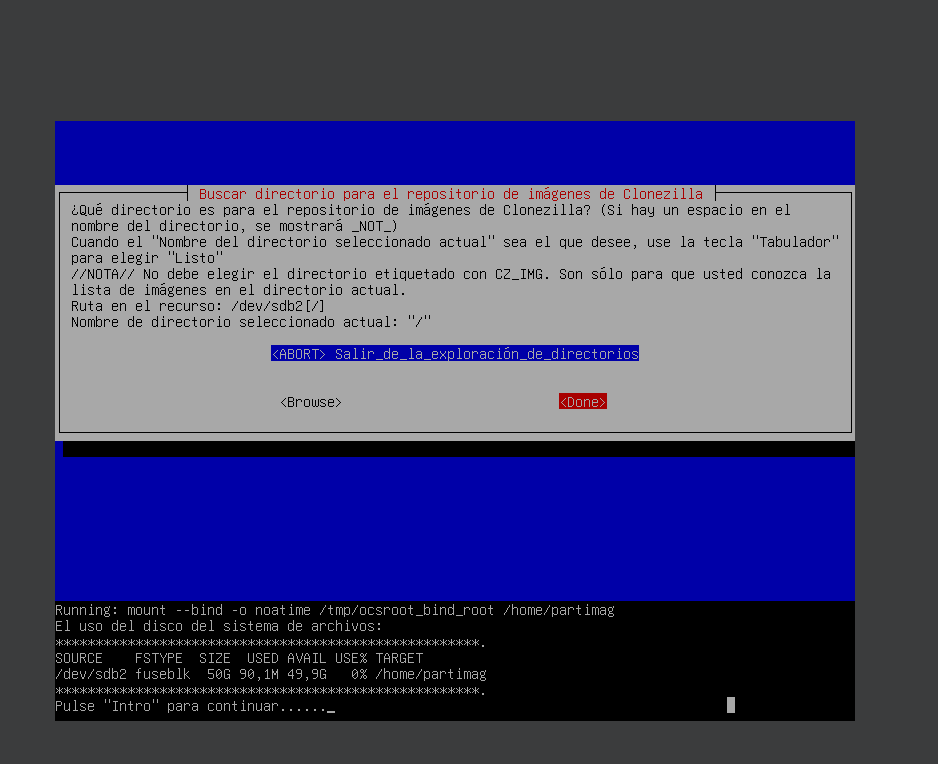 Buscar directorio para el repositorio de imágenes de Clonezilla
¿Qué directorio es para el repositorio de imágenes de Clonezilla? (Si hay un espacio en el
nombre del directorio, se mostrará _NOT_)
Cuando el "Nombre del directorio seleccionado actual" sea el que desee, use la tecla "Tabulador"
para elegir "Listo"
//NOTA// No debe elegir el directorio etiquetado con CZ_IMG. Son sólo para que usted conozca la
lista de imágenes en el directorio actual.
Ruta en el recurso: /dev/sdb2[/]
Nombre de directorio seleccionado actual: "/"
<ABORT> Salir_de_la_exploración_de_directorios
<Browse> <Done>
Running: mount --bind -o noatime /tmp/ocsroot_bind_root /home/partimag
El uso del disco del sistema de archivos:
*****************************************************.
SOURCE    FSTYPE  SIZE  USED AVAIL USE% TARGET
/dev/sdb2 fuseblk  50G 90,1M 49,9G   0% /home/partimag
*****************************************************.
Pulse "Intro" para continuar......_